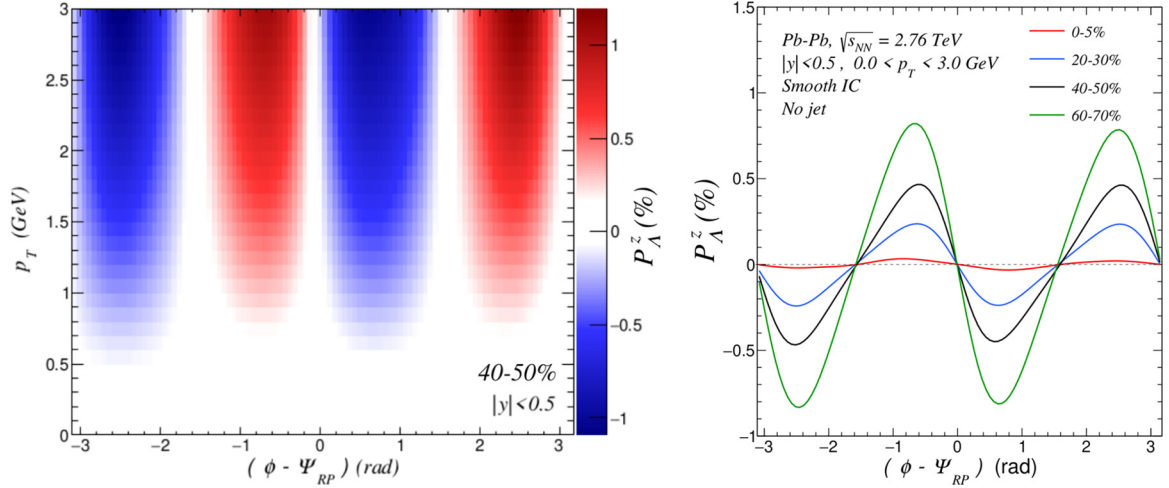 3
2.5
2
1.5
1
0.5
0
p_T (GeV)
−3 −2 −1 0 1 2 3
( ϕ - Ψ_RP ) (rad)
40-50%
|y|<0.5
1
0.5
0
−0.5
−1
P_Λ^z (%)
1.5
1
0.5
0
−0.5
−1
P_Λ^z (%)
Pb-Pb, √s_NN = 2.76 TeV
|y|<0.5 , 0.0 < p_T < 3.0 GeV
Smooth IC
No jet
0-5%
20-30%
40-50%
60-70%
−3 −2 −1 0 1 2 3
( ϕ - Ψ_RP ) (rad)